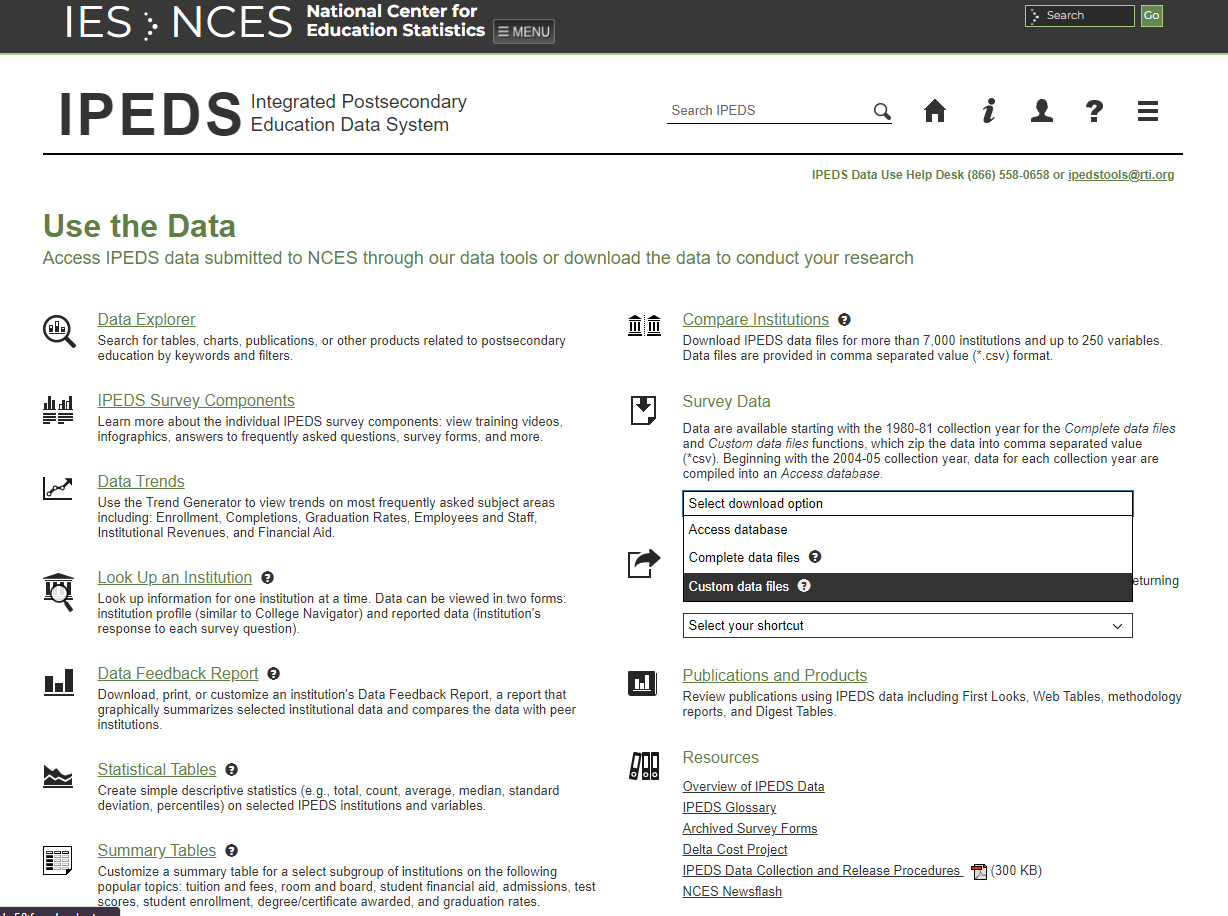 IES NCES National Center for
Education Statistics
MENU
Search
Go
IPEDS Integrated Postsecondary
Education Data System
Search IPEDS
IPEDS Data Use Help Desk (866) 558-0658 or ipedstools@rti.org
Use the Data
Access IPEDS data submitted to NCES through our data tools or download the data to conduct your research
Data Explorer
Search for tables, charts, publications, or other products related to postsecondary
education by keywords and filters.
IPEDS Survey Components
Learn more about the individual IPEDS survey components: view training videos,
infographics, answers to frequently asked questions, survey forms, and more.
Data Trends
Use the Trend Generator to view trends on most frequently asked subject areas
including: Enrollment, Completions, Graduation Rates, Employees and Staff,
Institutional Revenues, and Financial Aid.
Look Up an Institution
Look up information for one institution at a time. Data can be viewed in two forms:
institution profile (similar to College Navigator) and reported data (institution's
response to each survey question).
Data Feedback Report
Download, print, or customize an institution's Data Feedback Report, a report that
graphically summarizes selected institutional data and compares the data with peer
institutions.
Statistical Tables
Create simple descriptive statistics (e.g., total, count, average, median, standard
deviation, percentiles) on selected IPEDS institutions and variables.
Summary Tables
Customize a summary table for a select subgroup of institutions on the following
popular topics: tuition and fees, room and board, student financial aid, admissions, test
scores, student enrollment, degree/certificate awarded, and graduation rates.
Compare Institutions
Download IPEDS data files for more than 7,000 institutions and up to 250 variables.
Data files are provided in comma separated value (*.csv) format.
Survey Data
Data are available starting with the 1980-81 collection year for the Complete data files
and Custom data files functions, which zip the data into comma separated value
(*csv). Beginning with the 2004-05 collection year, data for each collection year are
compiled into an Access database.
Select download option
Access database
Complete data files
Custom data files
eturning
Select your shortcut
Publications and Products
Review publications using IPEDS data including First Looks, Web Tables, methodology
reports, and Digest Tables.
Resources
Overview of IPEDS Data
IPEDS Glossary
Archived Survey Forms
Delta Cost Project
IPEDS Data Collection and Release Procedures (300 KB)
NCES Newsflash